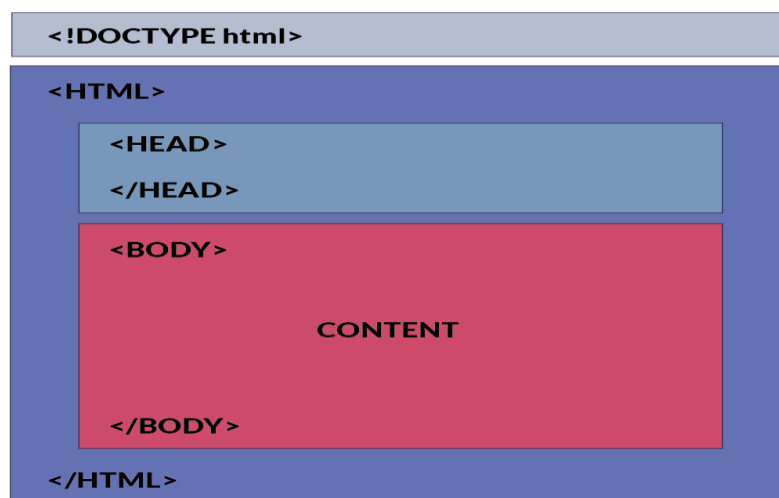 <!DOCTYPE html>
<HTML>
<HEAD>
</HEAD>
<BODY>
CONTENT
</BODY>
</HTML>